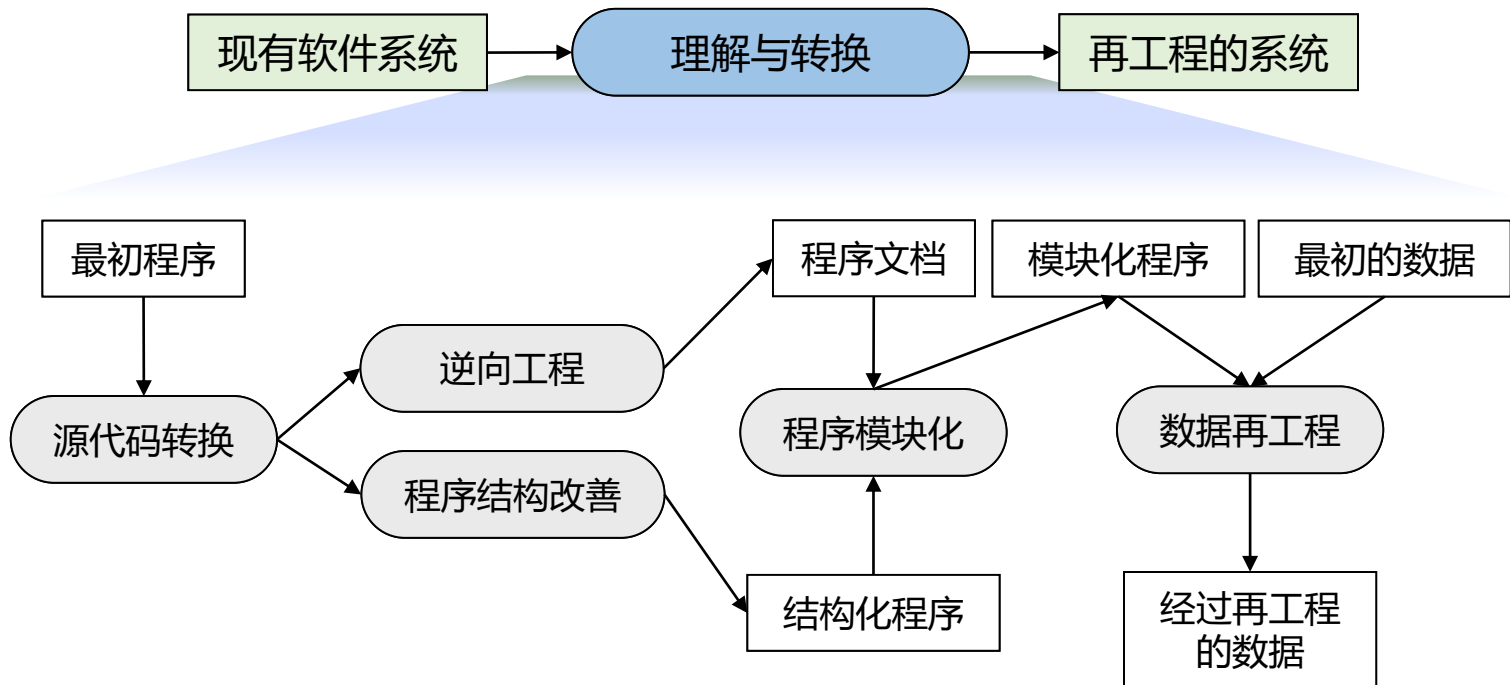 现有软件系统
理解与转换
再工程的系统
最初程序
程序文档
模块化程序
最初的数据
逆向工程
源代码转换
程序模块化
数据再工程
程序结构改善
结构化程序
经过再工程
的数据